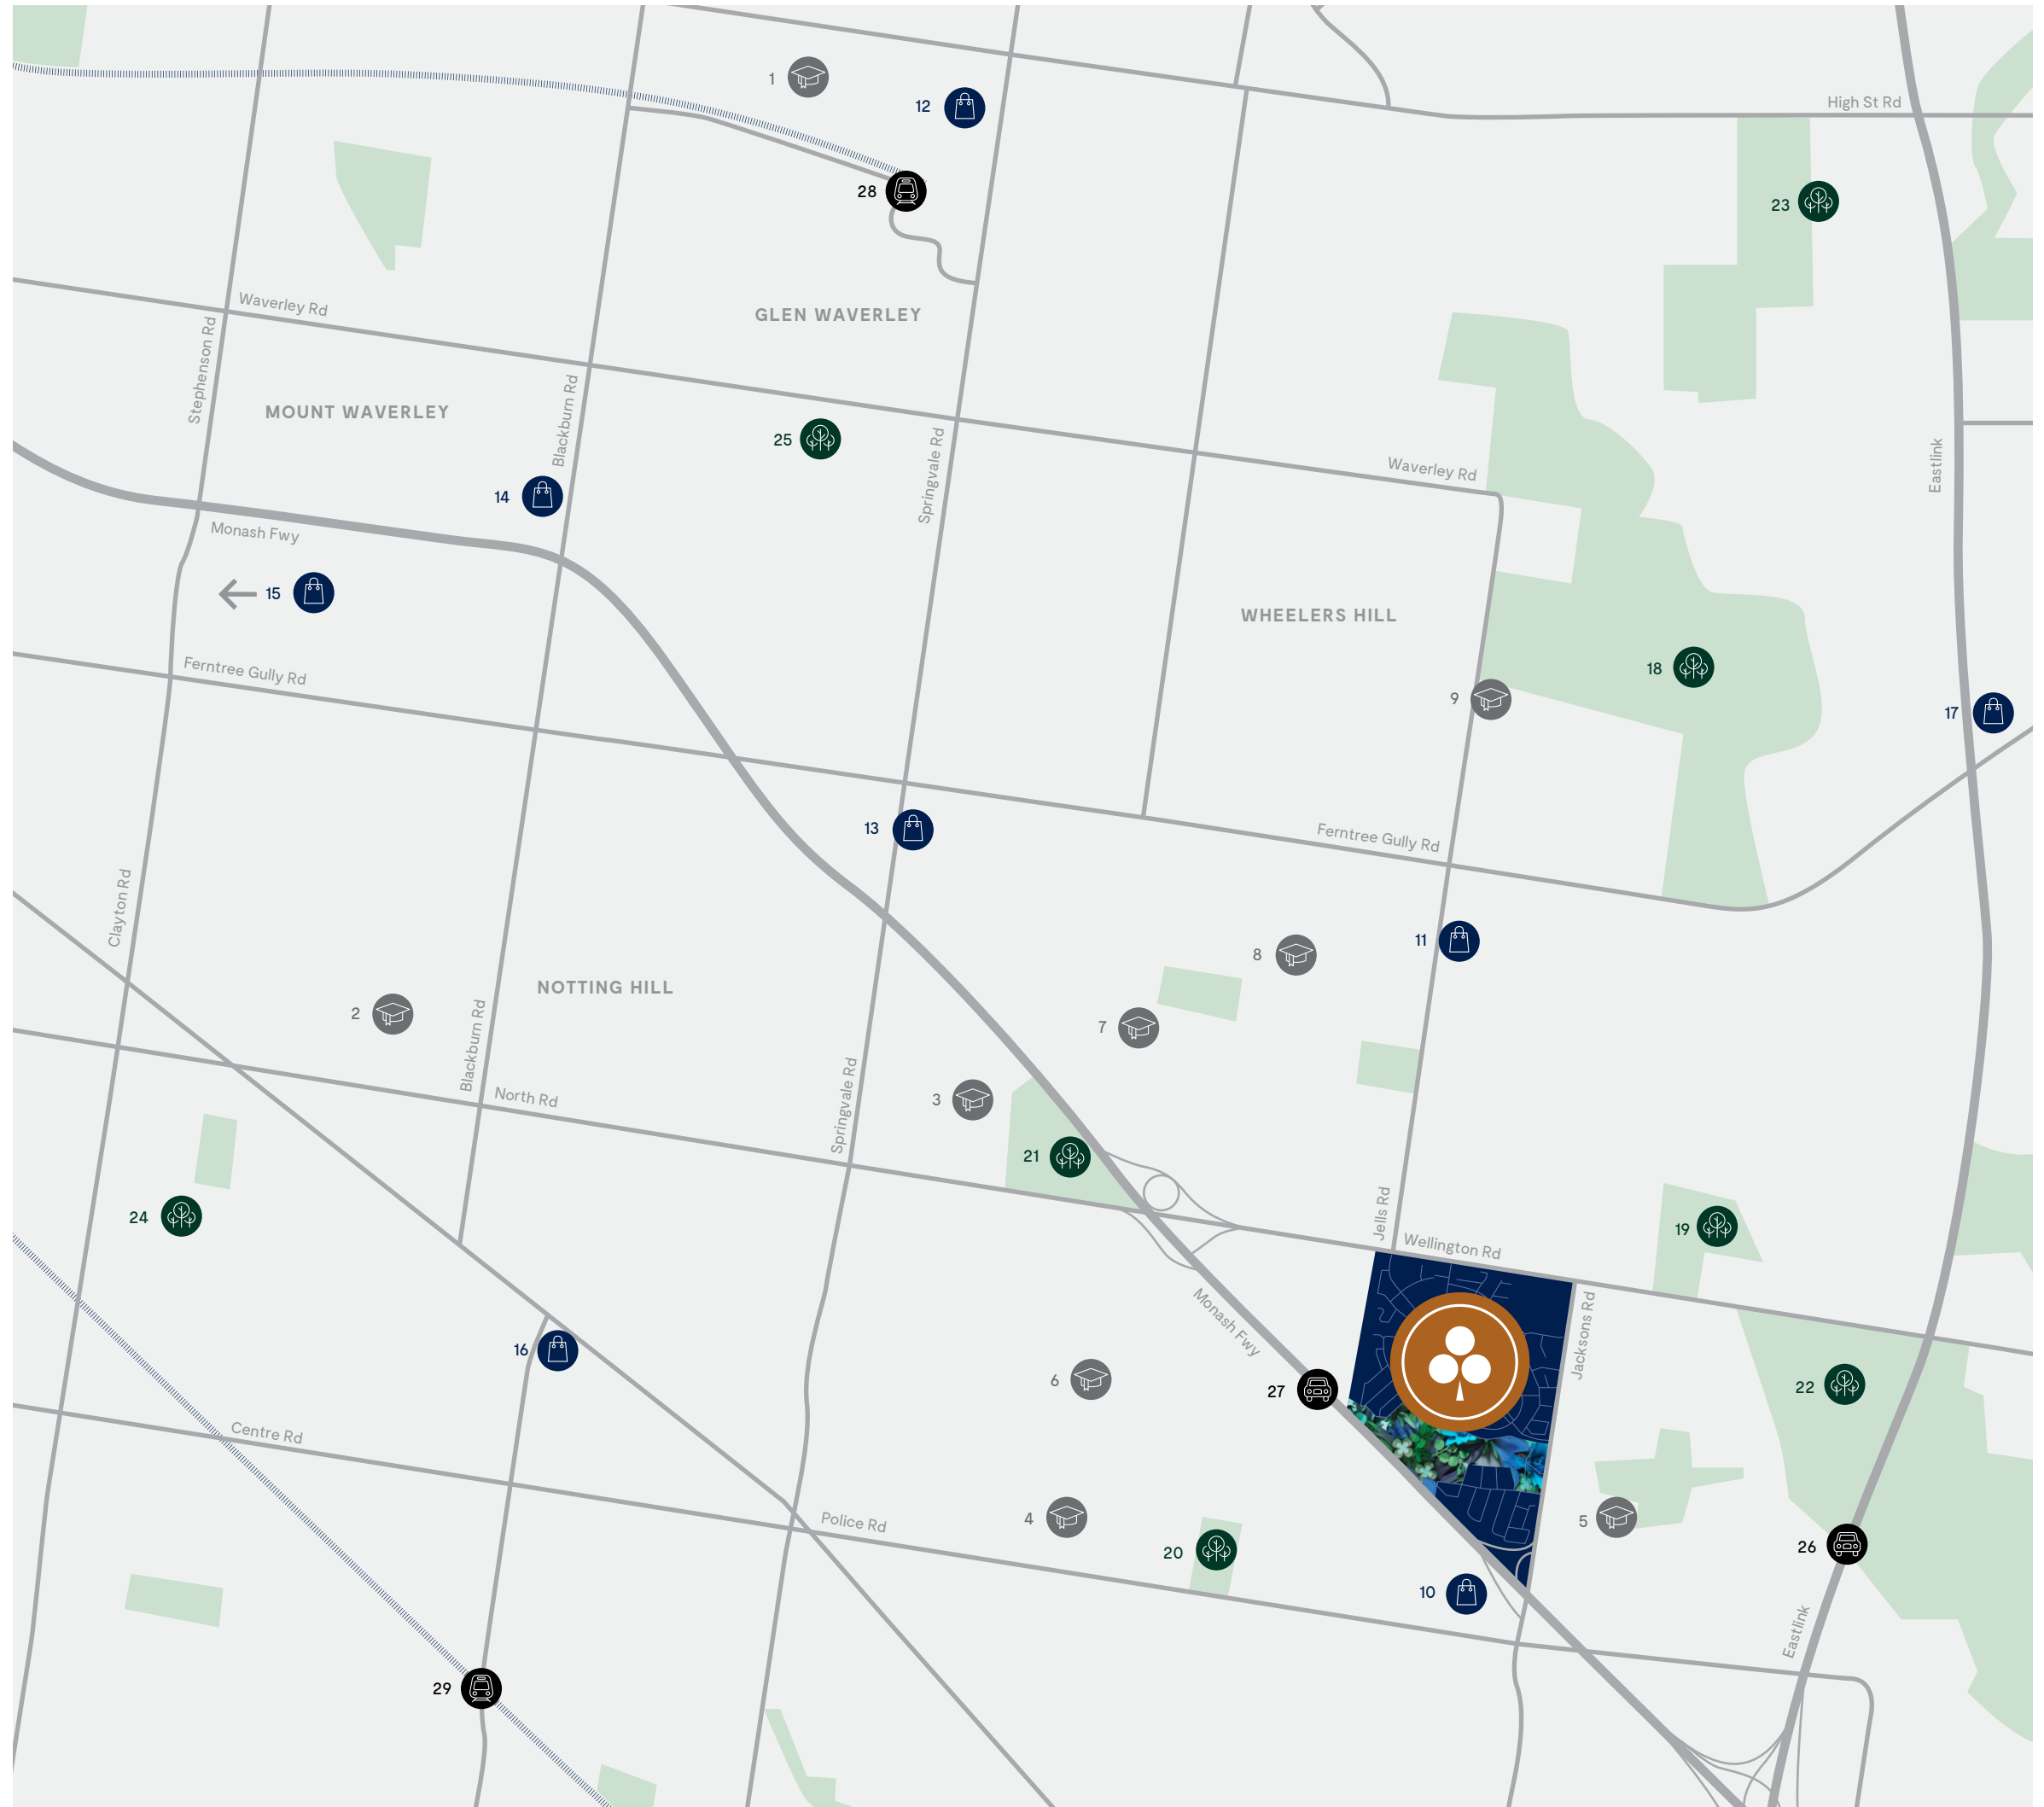 1
12
High St Rd
28
23
Waverley Rd
GLEN WAVERLEY
Stephenson Rd
MOUNT WAVERLEY
Blackburn Rd
25
Springvale Rd
Waverley Rd
Eastlink
14
Monash Fwy
15
WHEELERS HILL
Ferntree Gully Rd
18
9
17
13
Ferntree Gully Rd
Clayton Rd
11
8
NOTTING HILL
2
7
Blackburn Rd
North Rd
3
Springvale Rd
21
24
Jells Rd
19
Wellington Rd
Monash Fwy
Jacksons Rd
16
6
27
22
Centre Rd
4
Police Rd
5
20
26
10
Eastlink
29